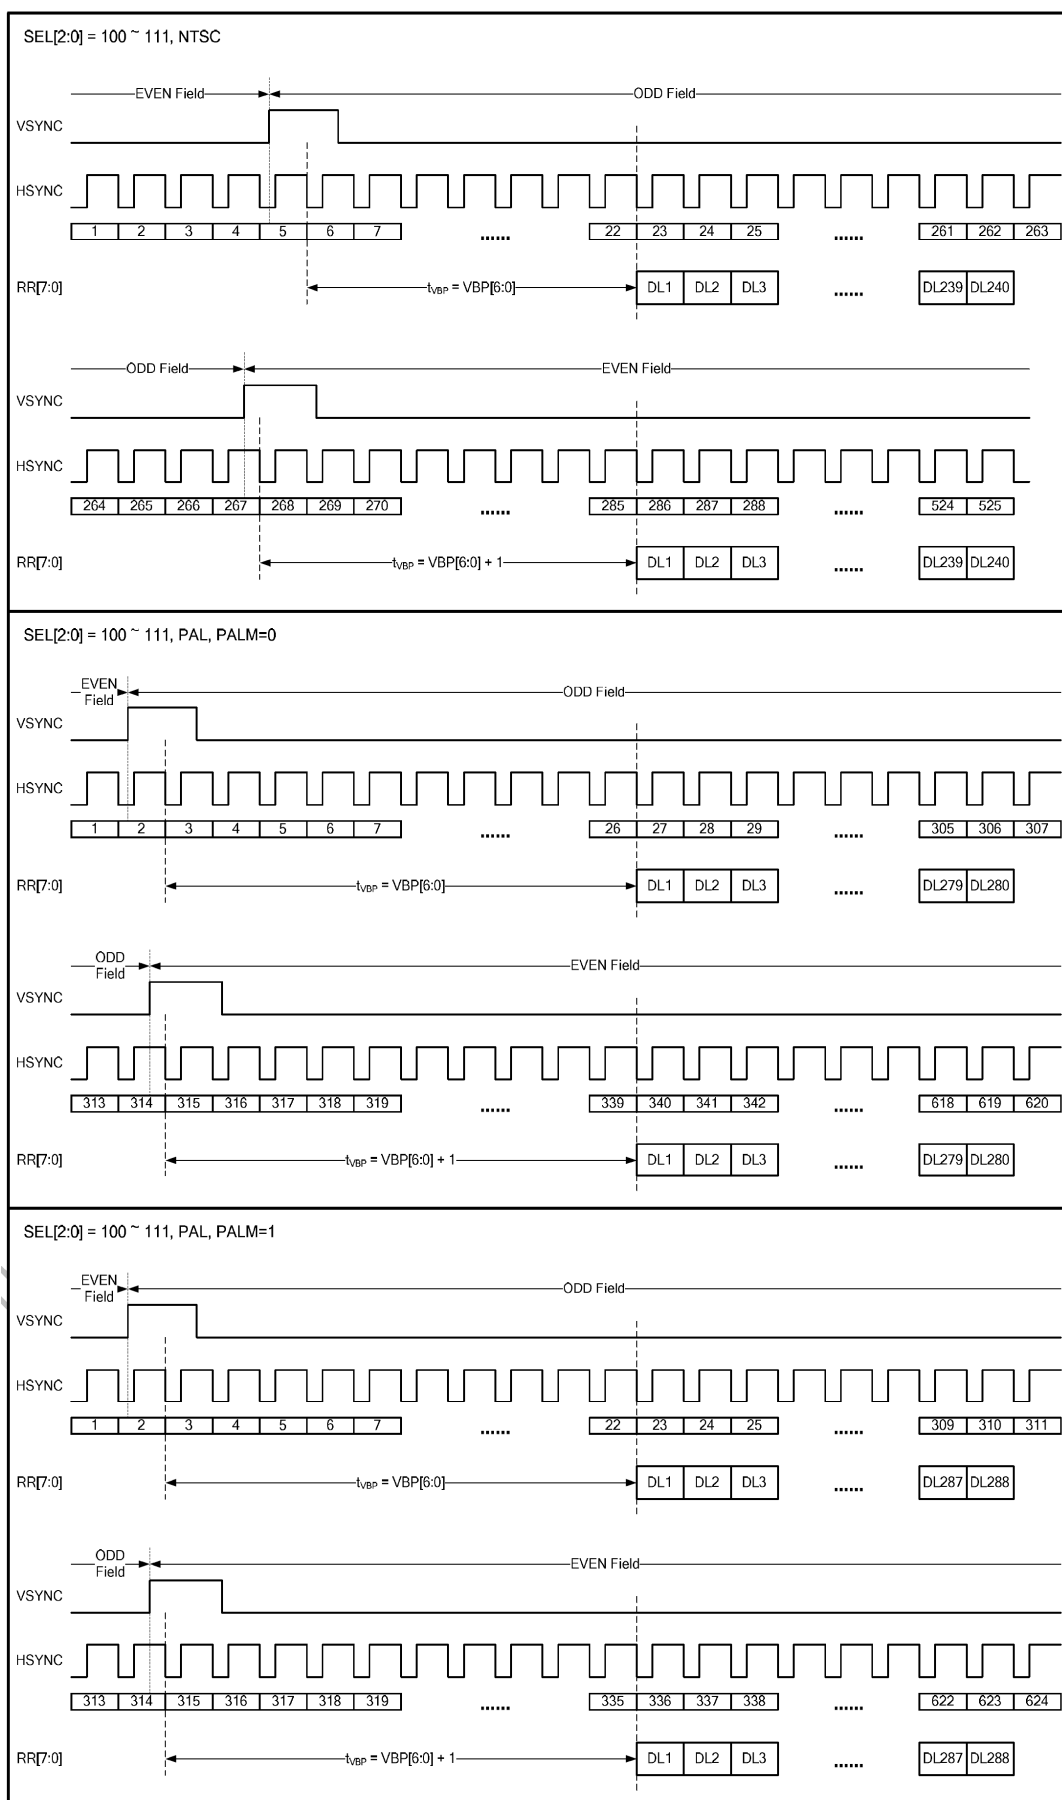 SEL[2:0] = 100 ~ 111, NTSC
EVEN Field ODD Field
VSYNC
HSYNC
1 2 3 4 5 6 7 ...... 22 23 24 25 ...... 261 262 263
RR[7:0] tVBP = VBP[6:0] DL1 DL2 DL3 ...... DL239 DL240
ODD Field EVEN Field
VSYNC
HSYNC
264 265 266 267 268 269 270 ...... 285 286 287 288 ...... 524 525
RR[7:0] tVBP = VBP[6:0] + 1 DL1 DL2 DL3 ...... DL239 DL240
SEL[2:0] = 100 ~ 111, PAL, PALM=0
EVEN Field ODD Field
VSYNC
HSYNC
1 2 3 4 5 6 7 ...... 26 27 28 29 ...... 305 306 307
RR[7:0] tVBP = VBP[6:0] DL1 DL2 DL3 ...... DL279 DL280
ODD Field EVEN Field
VSYNC
HSYNC
313 314 315 316 317 318 319 ...... 339 340 341 342 ...... 618 619 620
RR[7:0] tVBP = VBP[6:0] + 1 DL1 DL2 DL3 ...... DL279 DL280
SEL[2:0] = 100 ~ 111, PAL, PALM=1
EVEN Field ODD Field
VSYNC
HSYNC
1 2 3 4 5 6 7 ...... 22 23 24 25 ...... 309 310 311
RR[7:0] tVBP = VBP[6:0] DL1 DL2 DL3 ...... DL287 DL288
ODD Field EVEN Field
VSYNC
HSYNC
313 314 315 316 317 318 319 ...... 335 336 337 338 ...... 622 623 624
RR[7:0] tVBP = VBP[6:0] + 1 DL1 DL2 DL3 ...... DL287 DL288